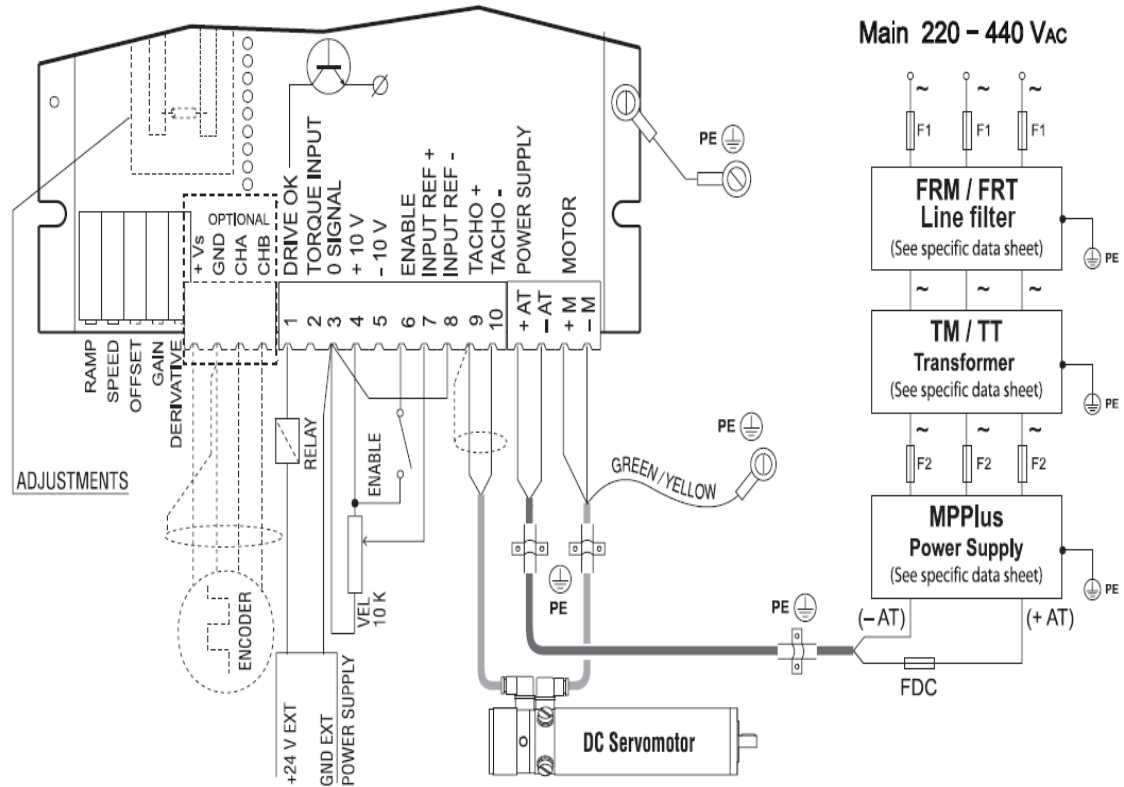 Main 220 – 440 VAC
~ ~ ~
F1 F1 F1
FRM / FRT
Line filter
(See specific data sheet)
PE
~ ~ ~
TM / TT
Transformer
(See specific data sheet)
PE
~ ~ ~
F2 F2 F2
MPPlus
Power Supply
(See specific data sheet)
PE
(– AT)
(+ AT)
FDC
PE
OPTIONAL
+ Vs
GND
CHA
CHB
DRIVE OK
TORQUE INPUT
0 SIGNAL
+ 10 V
- 10 V
ENABLE
INPUT REF +
INPUT REF -
TACHO +
TACHO -
POWER SUPPLY
MOTOR
1
2
3
4
5
6
7
8
9
10
+ AT
– AT
+ M
– M
RAMP
SPEED
OFFSET
GAIN
DERIVATIVE
ADJUSTMENTS
RELAY
ENABLE
VEL
10 K
ENCODER
+24 V EXT
GND EXT
POWER SUPPLY
PE
GREEN/YELLOW
PE
PE
DC Servomotor